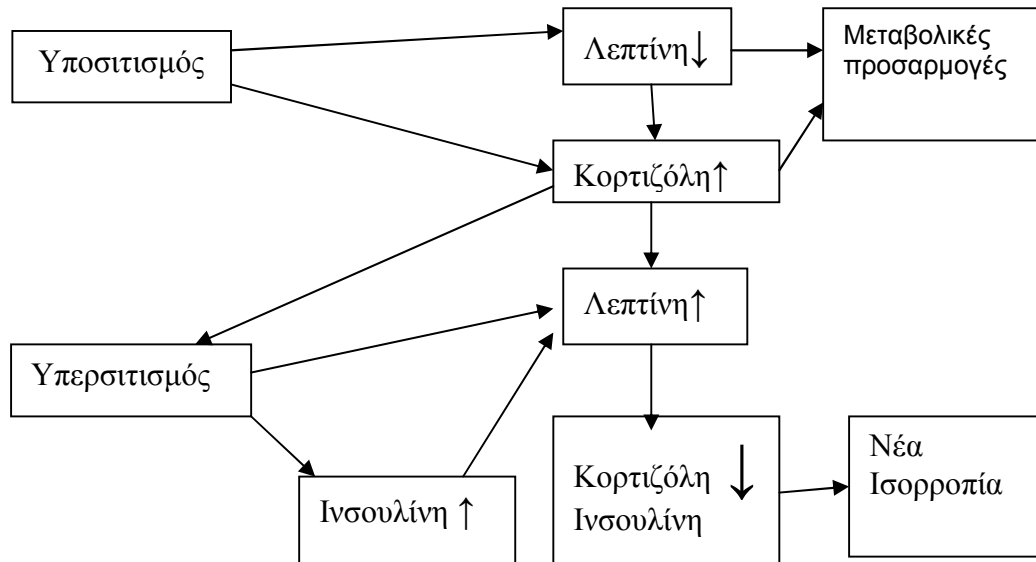 Υποσιτισμός
Λεπτίνη↓
Μεταβολικές
προσαρμογές
Κορτιζόλη↑
Λεπτίνη↑
Υπερσιτισμός
Ινσουλίνη ↑
Κορτιζόλη ↓
Ινσουλίνη
Νέα
Ισορροπία